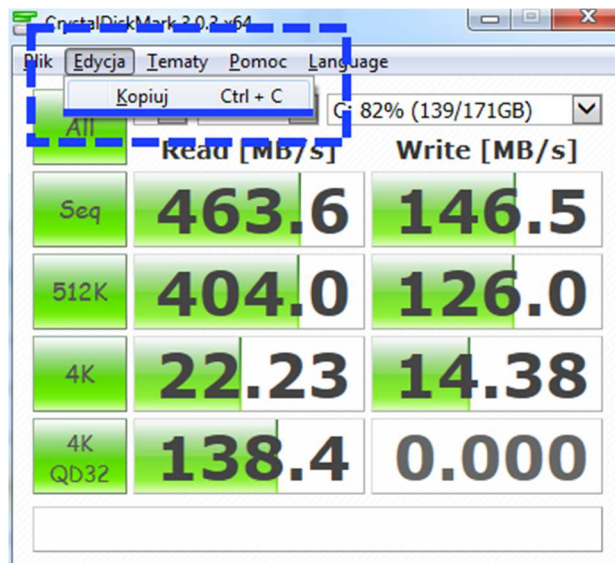 CrystalDiskMark 3.0.3 x64
Plik Edycja Tematy Pomoc Language
Kopiuj Ctrl + C
All C: 82% (139/171GB)
Read [MB/s] Write [MB/s]
Seq 463.6 146.5
512K 404.0 126.0
4K 22.23 14.38
4K QD32 138.4 0.000